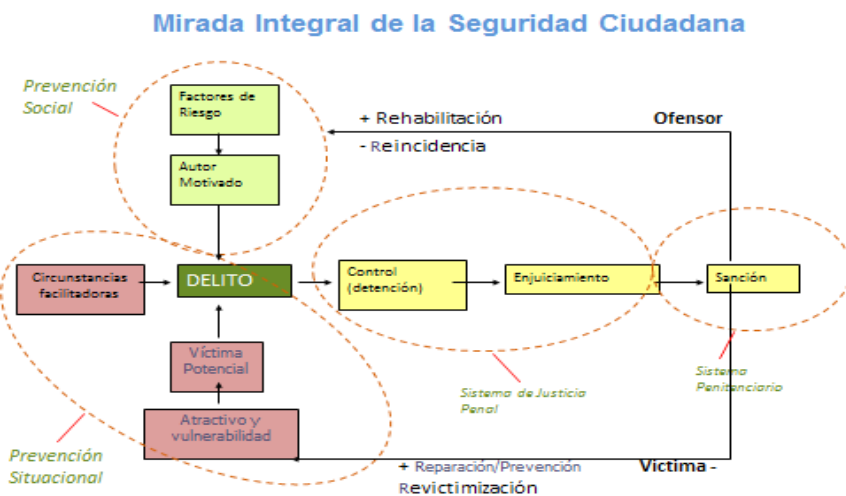 Mirada Integral de la Seguridad Ciudadana
Prevención
Social
Factores de
Riesgo
+ Rehabilitación
Ofensor
- Reincidencia
Autor
Motivado
Circunstancias
facilitadoras
DELITO
Control
(detención)
Enjuiciamiento
Sanción
Víctima
Potencial
Sistema de Justicia
Penal
Sistema
Penitenciario
Atractivo y
vulnerabilidad
Prevención
Situacional
+ Reparación/Prevención
Victima -
Revictimización